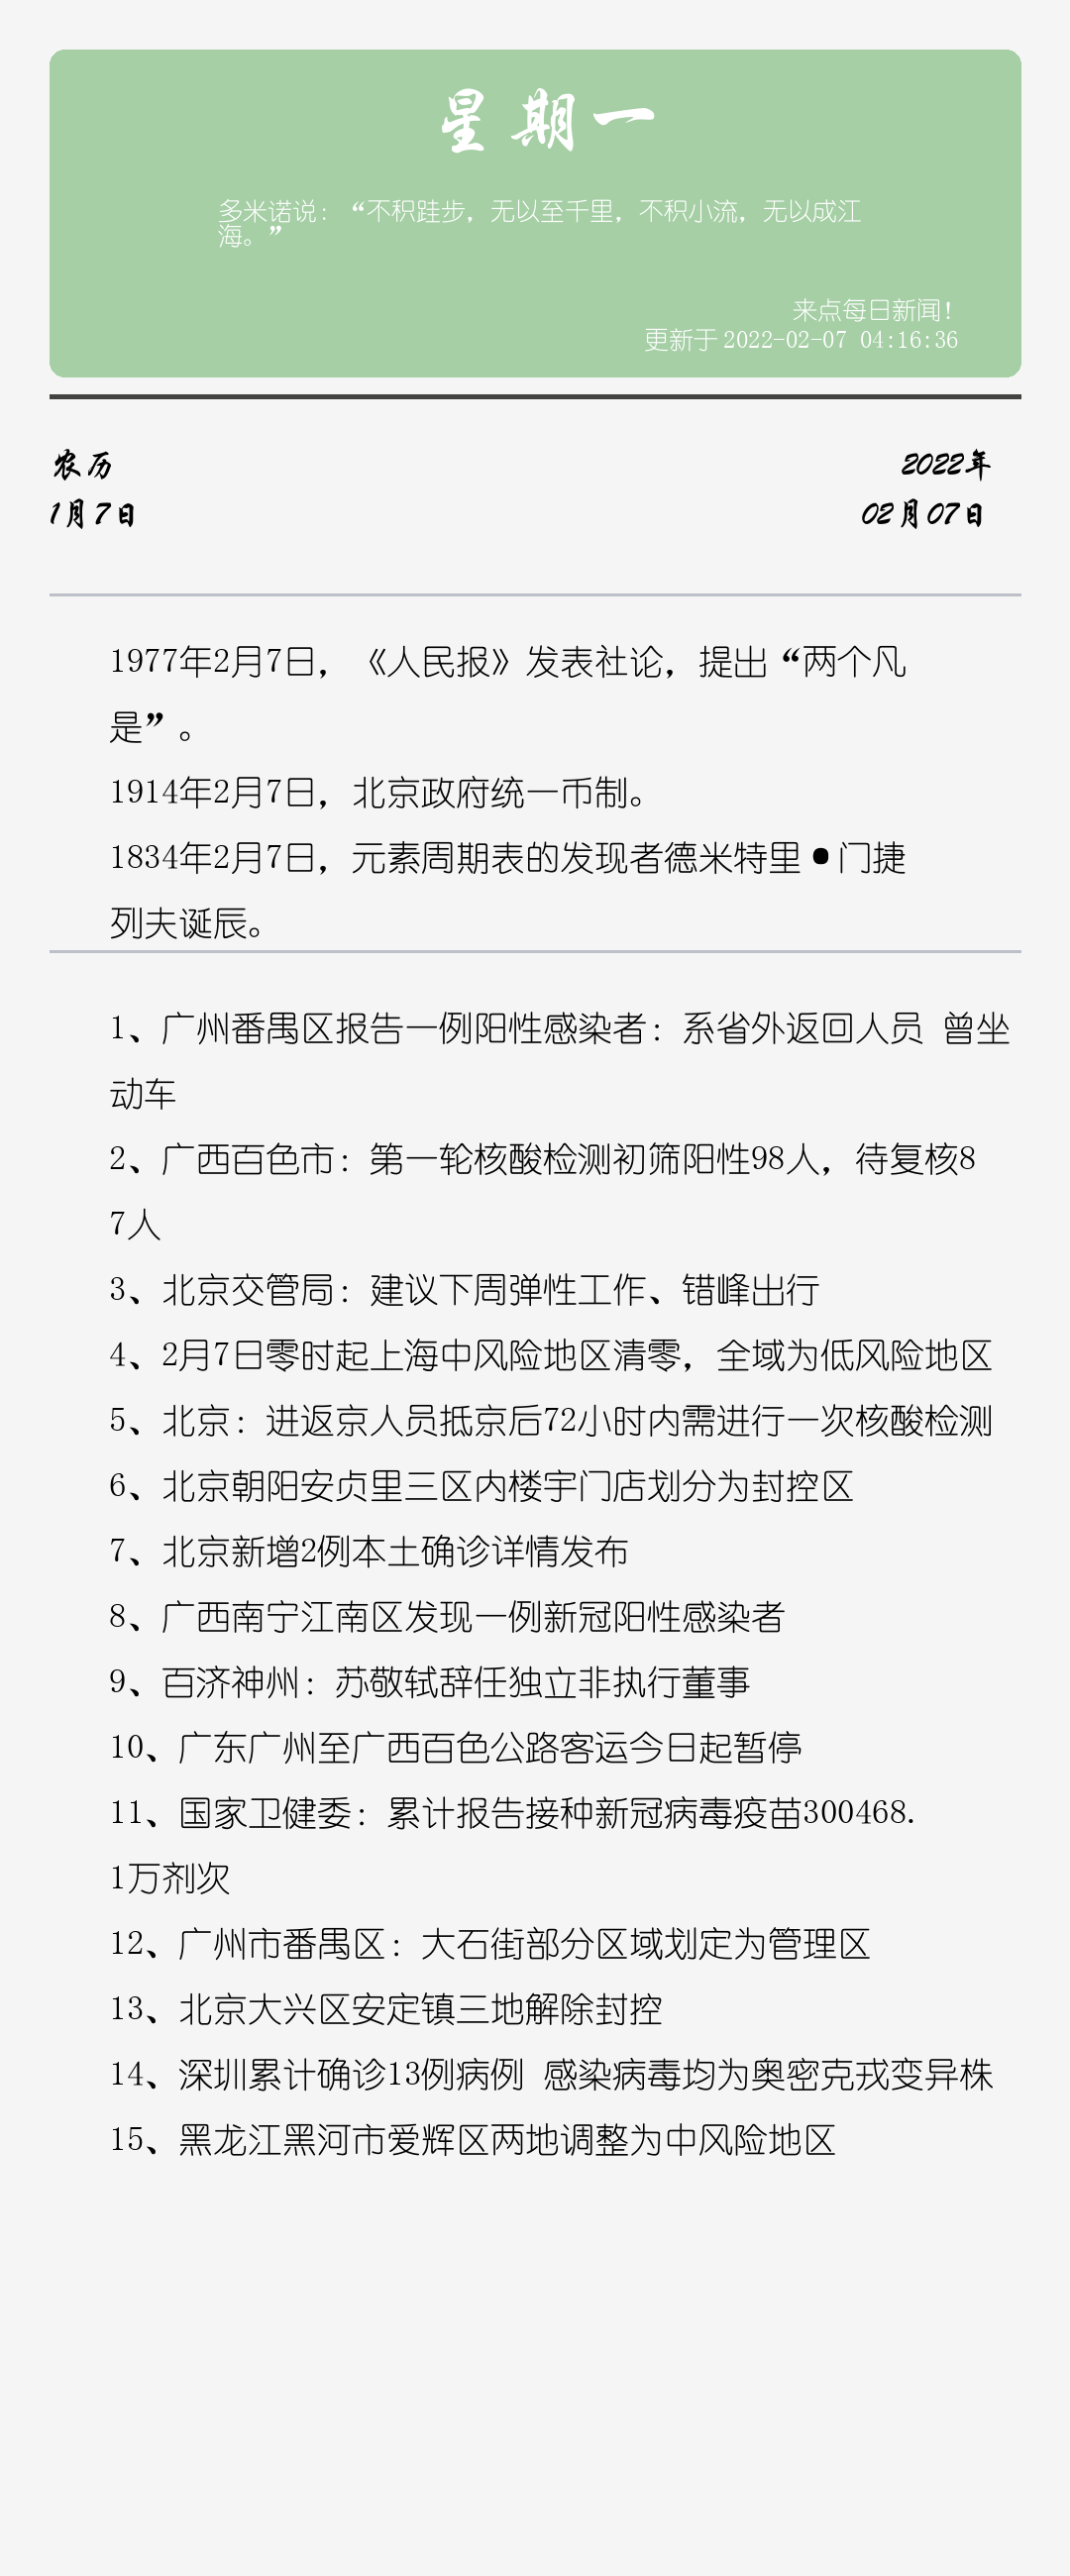 星期一
多米诺说：“不积跬步，无以至千里，不积小流，无以成江
海。”
来点每日新闻！
更新于2022-02-07 04:16:36
农历
2022年
1月7日
02月07日
1977年2月7日，《人民报》发表社论，提出“两个凡
是”。
1914年2月7日，北京政府统一币制。
1834年2月7日，元素周期表的发现者德米特里•门捷
列夫诞辰。
1、广州番禺区报告一例阳性感染者：系省外返回人员 曾坐
动车
2、广西百色市：第一轮核酸检测初筛阳性98人，待复核8
7人
3、北京交管局：建议下周弹性工作、错峰出行
4、2月7日零时起上海中风险地区清零，全域为低风险地区
5、北京：进返京人员抵京后72小时内需进行一次核酸检测
6、北京朝阳安贞里三区内楼宇门店划分为封控区
7、北京新增2例本土确诊详情发布
8、广西南宁江南区发现一例新冠阳性感染者
9、百济神州：苏敬轼辞任独立非执行董事
10、广东广州至广西百色公路客运今日起暂停
11、国家卫健委：累计报告接种新冠病毒疫苗300468.
1万剂次
12、广州市番禺区：大石街部分区域划定为管理区
13、北京大兴区安定镇三地解除封控
14、深圳累计确诊13例病例 感染病毒均为奥密克戎变异株
15、黑龙江黑河市爱辉区两地调整为中风险地区